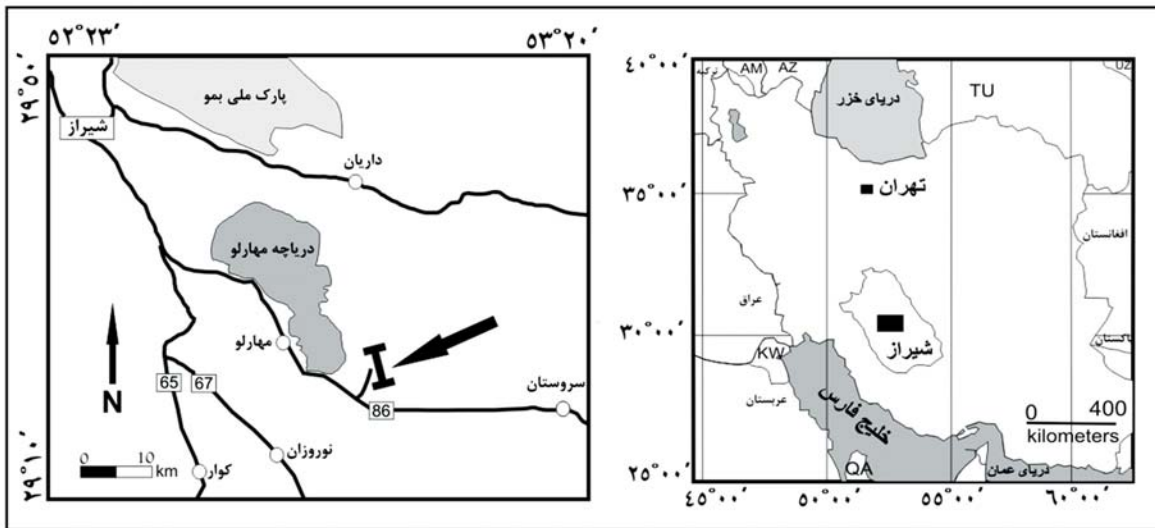 ۵۲°۲۳′
۵۳°۲۰′
۲۹°۵۰′
پارک ملی بمو
شیراز
داریان
دریاچه مهارلو
مهارلو
سروستان
N
65
67
86
نوروزان
کوار
0 10
km
۲۹°۱۰′
۴۰°۰۰′
ترکیه
AM
AZ
دریای خزر
TU
UZ
تهران
۳۵°۰۰′
افغانستان
عراق
۳۰°۰۰′
شیراز
پاکستان
KW
عربستان
خلیج فارس
0 400
kilometers
QA
دریای عمان
۲۵°۰۰′
۴۵°۰۰′
۵۰°۰۰′
۵۵°۰۰′
۶۰°۰۰′